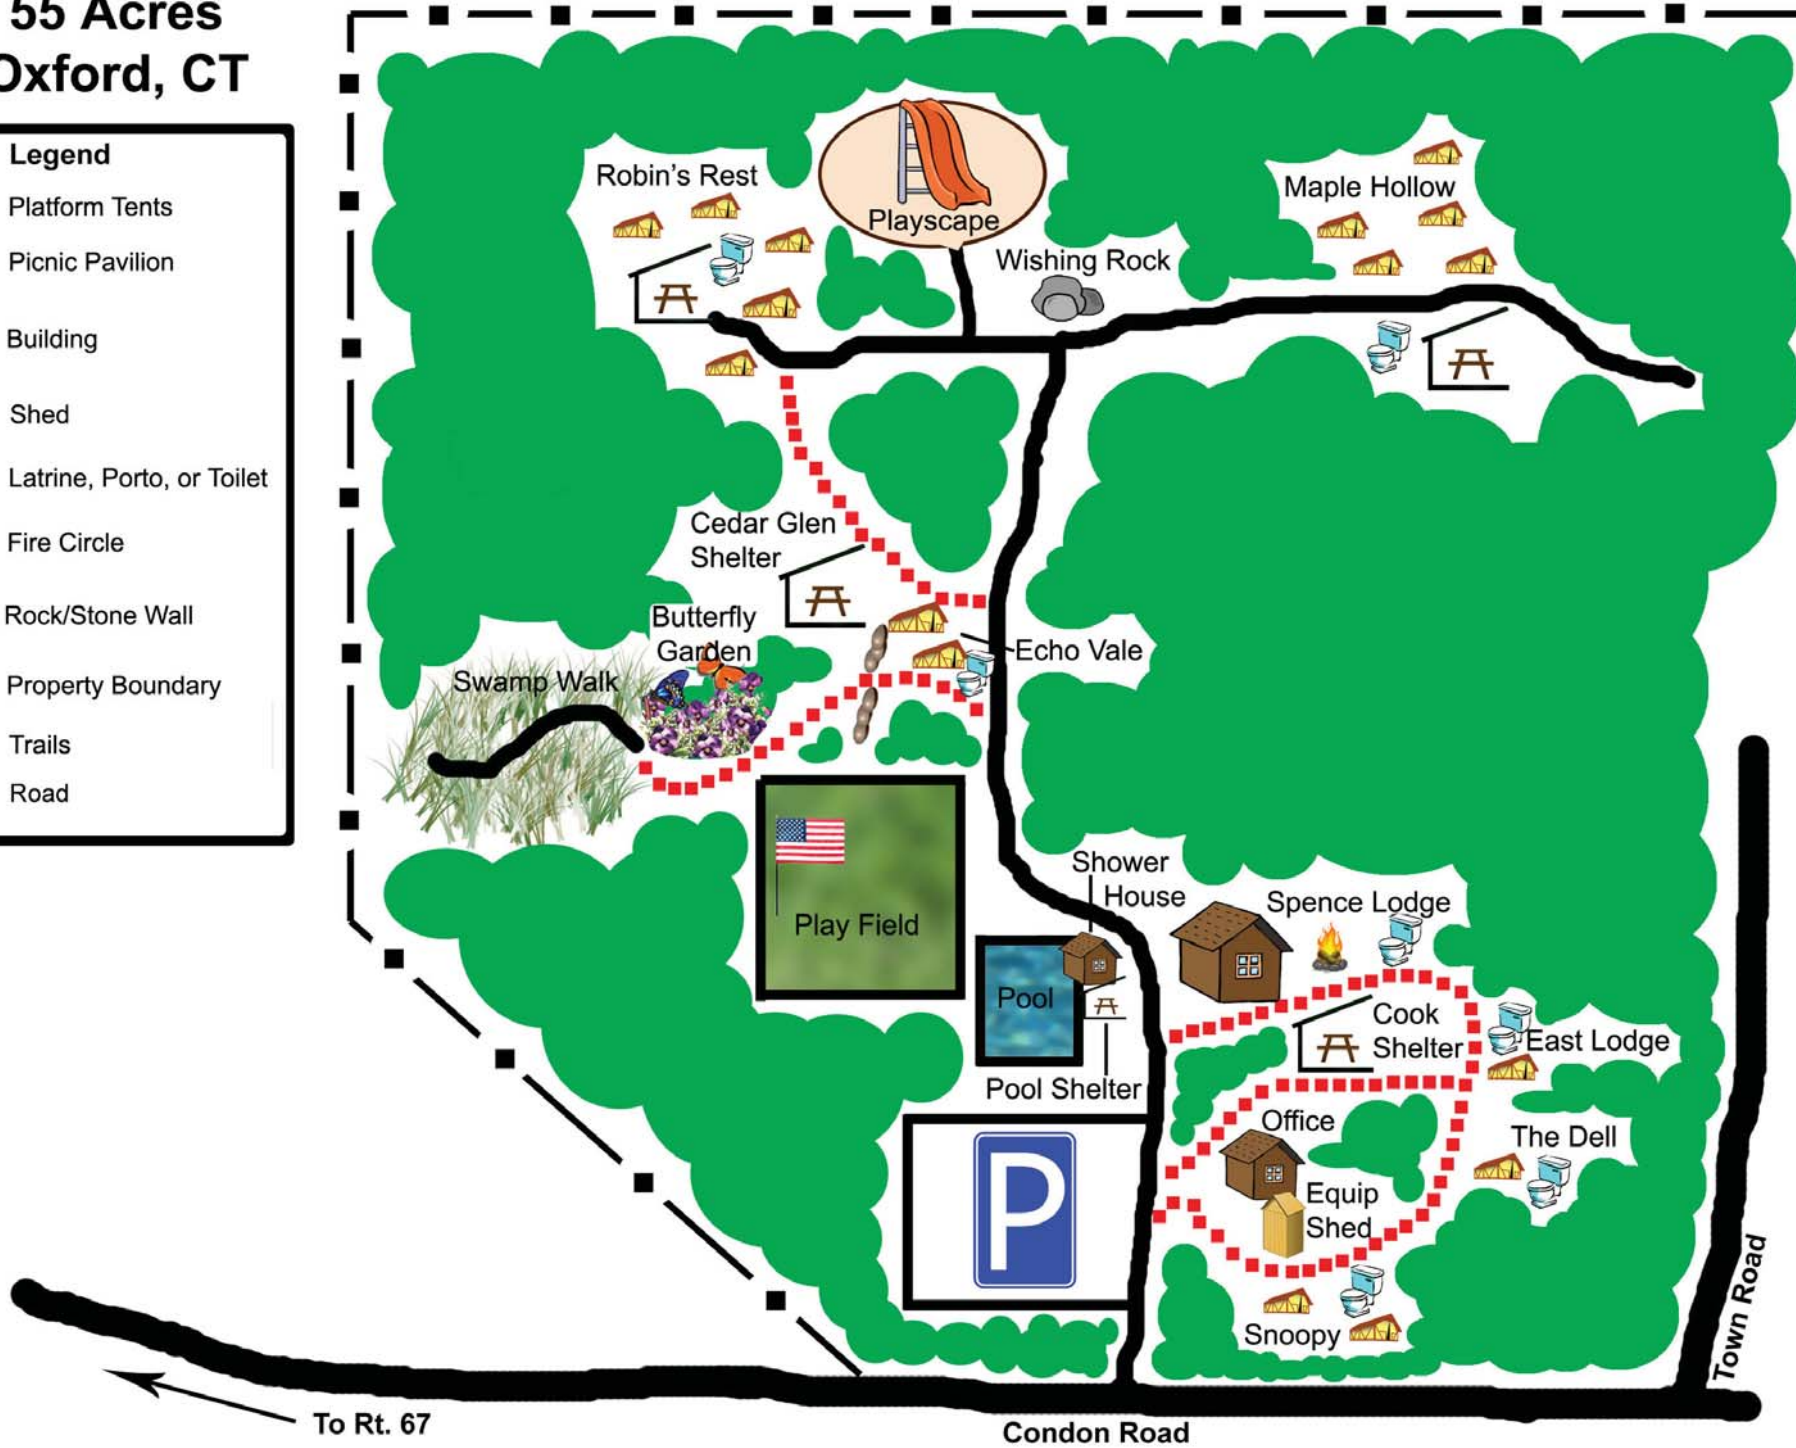 55 Acres
Oxford, CT
Legend
Platform Tents
Picnic Pavilion
Building
Shed
Latrine, Porto, or Toilet
Fire Circle
Rock/Stone Wall
Property Boundary
Trails
Road
Robin's Rest
Playscape
Wishing Rock
Maple Hollow
Cedar Glen
Shelter
Butterfly
Garden
Echo Vale
Swamp Walk
Play Field
Shower
House
Spence Lodge
Pool
Cook
Shelter
East Lodge
Pool Shelter
Office
The Dell
P
Equip
Shed
Snoopy
Town Road
To Rt. 67
Condon Road